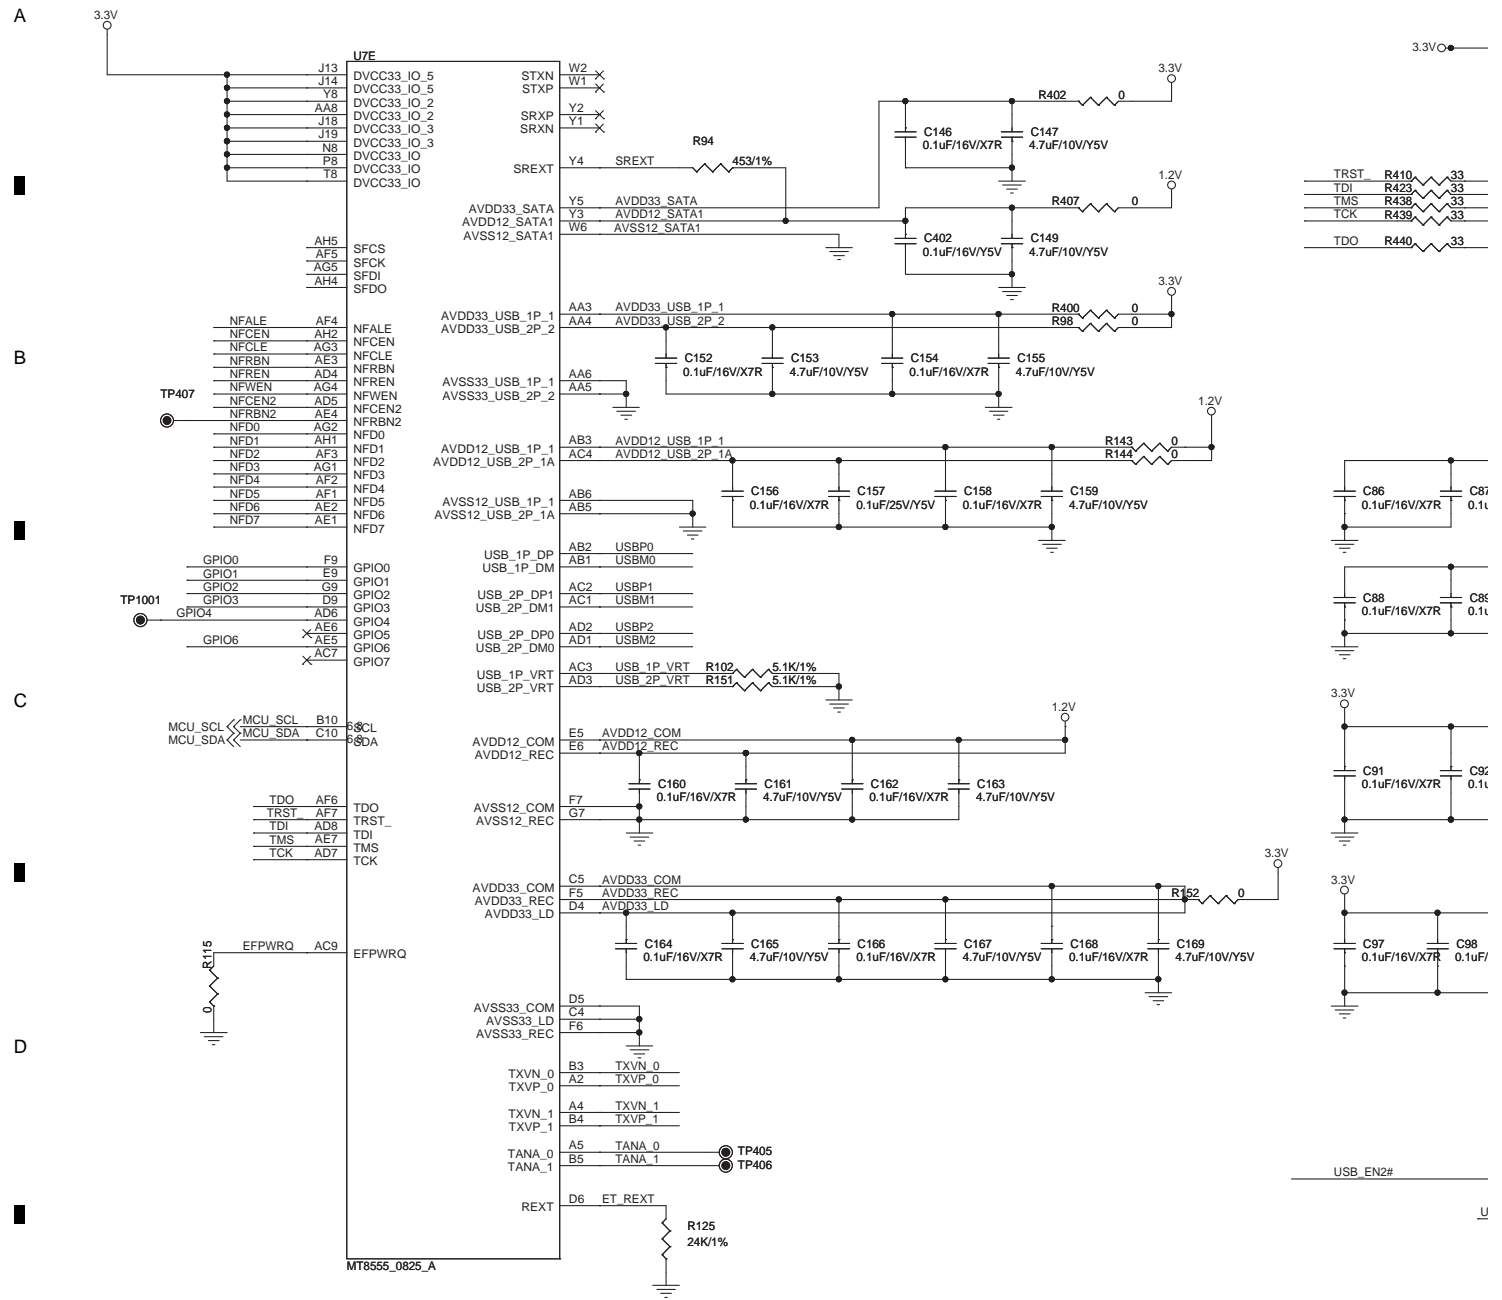 A
3.3V
U7E
3.3V
J13 DVCC33_IO_5 STXN W2
J14 DVCC33_IO_5 STXP W1
Y8 DVCC33_IO_2
AA8 DVCC33_IO_2 SRXP Y2
J18 DVCC33_IO_3 SRXN Y1
J19 DVCC33_IO_3
N8 DVCC33_IO
P8 DVCC33_IO SREXT Y4 SREXT R94 453/1%
T8 DVCC33_IO
3.3V
R402 0
C146 0.1uF/16V/X7R
C147 4.7uF/10V/Y5V
1.2V
AVDD33_SATA Y5 AVDD33_SATA R407 0
AVDD12_SATA1 Y3 AVDD12_SATA1
AVSS12_SATA1 W6 AVSS12_SATA1
C402 0.1uF/16V/Y5V
C149 4.7uF/10V/Y5V
TRST_ R410 33
TDI R423 33
TMS R438 33
TCK R439 33
TDO R440 33
AH5 SFCS
AF5 SFCK
AG5 SFDI
AH4 SFDO
3.3V
AVDD33_USB_1P_1 AA3 AVDD33_USB_1P_1 R400 0
AVDD33_USB_2P_2 AA4 AVDD33_USB_2P_2 R98 0
C152 0.1uF/16V/X7R
C153 4.7uF/10V/Y5V
C154 0.1uF/16V/X7R
C155 4.7uF/10V/Y5V
AVSS33_USB_1P_1 AA6
AVSS33_USB_2P_2 AA5
B
NFALE AF4 NFALE
NFCEN AH2 NFCEN
NFCLE AG3 NFCLE
NFRBN AE3 NFRBN
NFREN AD4 NFREN
NFWEN AG4 NFWEN
NFCEN2 AD5 NFCEN2
TP407 NFRBN2 AE4 NFRBN2
NFD0 AG2 NFD0
NFD1 AH1 NFD1
NFD2 AF3 NFD2
NFD3 AG1 NFD3
NFD4 AF2 NFD4
NFD5 AF1 NFD5
NFD6 AE2 NFD6
NFD7 AE1 NFD7
1.2V
AVDD12_USB_1P_1 AB3 AVDD12_USB_1P_1 R143 0
AVDD12_USB_2P_1A AC4 AVDD12_USB_2P_1A R144 0
C156 0.1uF/16V/X7R
C157 0.1uF/25V/Y5V
C158 0.1uF/16V/X7R
C159 4.7uF/10V/Y5V
AVSS12_USB_1P_1 AB6
AVSS12_USB_2P_1A AB5
C86 0.1uF/16V/X7R
C87
USB_1P_DP AB2 USBP0
USB_1P_DM AB1 USBM0
USB_2P_DP1 AC2 USBP1
USB_2P_DM1 AC1 USBM1
USB_2P_DP0 AD2 USBP2
USB_2P_DM0 AD1 USBM2
USB_1P_VRT AC3 USB_1P_VRT R102 5.1K/1%
USB_2P_VRT AD3 USB_2P_VRT R151 5.1K/1%
GPIO0 F9 GPIO0
GPIO1 E9 GPIO1
GPIO2 G9 GPIO2
GPIO3 D9 GPIO3
TP1001 GPIO4 AD6 GPIO4
AE6 GPIO5
GPIO6 AE5 GPIO6
AC7 GPIO7
C88 0.1uF/16V/X7R
C89
C
MCU_SCL MCU_SCL B10 SCL
MCU_SDA MCU_SDA C10 SDA
1.2V
AVDD12_COM E5 AVDD12_COM
AVDD12_REC E6 AVDD12_REC
C160 0.1uF/16V/X7R
C161 4.7uF/10V/Y5V
C162 0.1uF/16V/X7R
C163 4.7uF/10V/Y5V
AVSS12_COM F7
AVSS12_REC G7
3.3V
C91 0.1uF/16V/X7R
C92
TDO AF6 TDO
TRST_ AF7 TRST_
TDI AD8 TDI
TMS AE7 TMS
TCK AD7 TCK
3.3V
AVDD33_COM C5 AVDD33_COM
AVDD33_REC F5 AVDD33_REC R152 0
AVDD33_LD D4 AVDD33_LD
C164 0.1uF/16V/X7R
C165 4.7uF/10V/Y5V
C166 0.1uF/16V/X7R
C167 4.7uF/10V/Y5V
C168 0.1uF/16V/X7R
C169 4.7uF/10V/Y5V
3.3V
C97 0.1uF/16V/X7R
C98 0.1uF/
R115 0 EFPWRQ AC9 EFPWRQ
AVSS33_COM D5
AVSS33_LD C4
AVSS33_REC F6
D
TXVN_0 B3 TXVN_0
TXVP_0 A2 TXVP_0
TXVN_1 A4 TXVN_1
TXVP_1 B4 TXVP_1
TANA_0 A5 TANA_0 TP405
TANA_1 B5 TANA_1 TP406
REXT D6 ET_REXT
R125
24K/1%
USB_EN2#
MT8555_0825_A